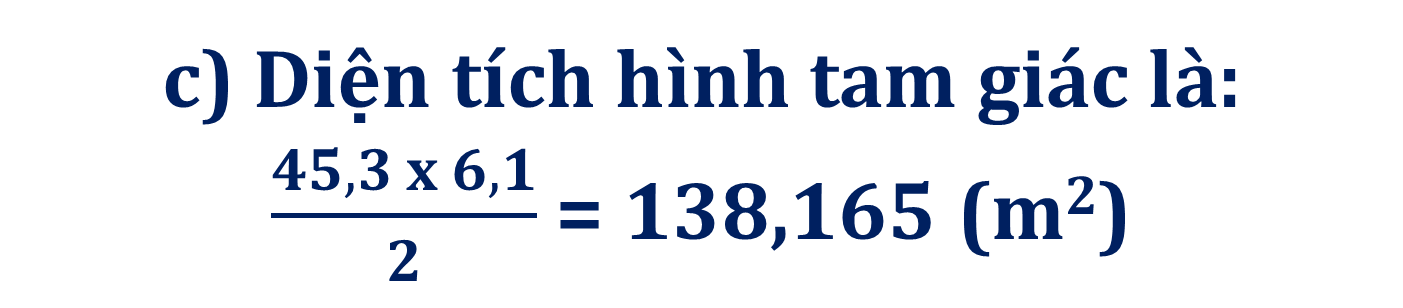 c) Diện tích hình tam giác là:
45,3 x 6,1
2
= 138,165 (m²)